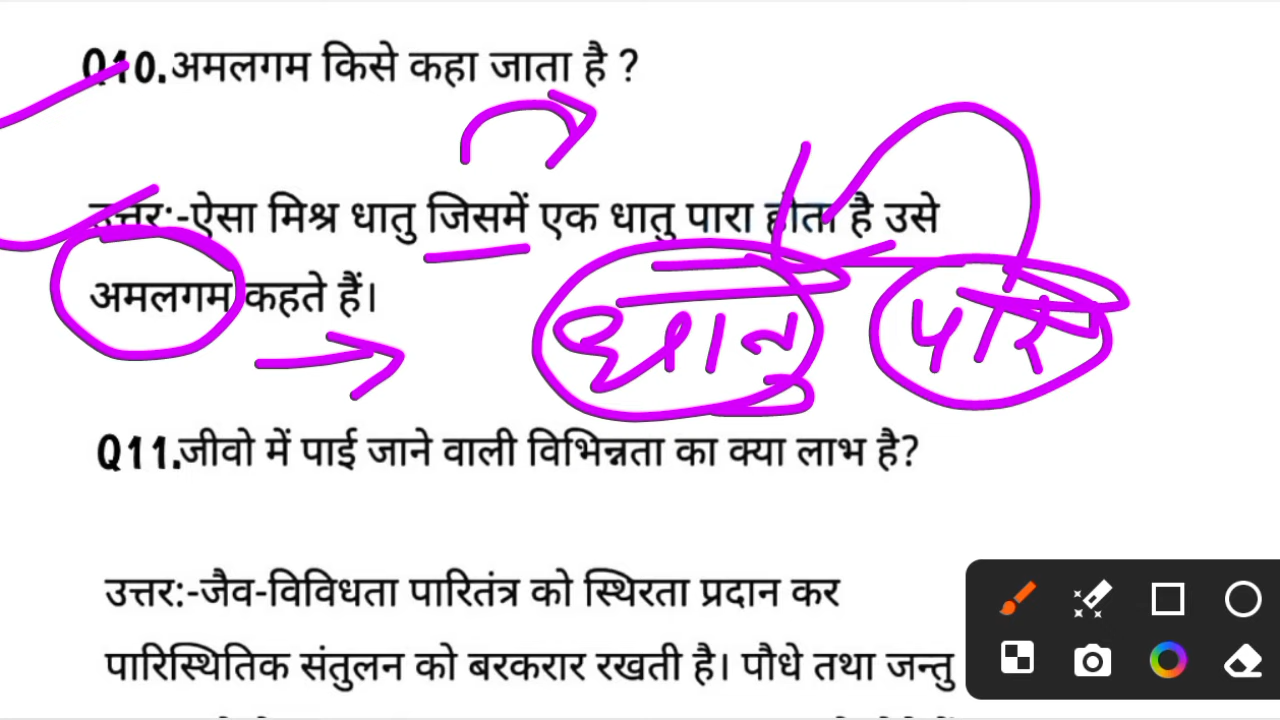 Q10.अमलगम किसे कहा जाता है ?
उत्तर:-ऐसा मिश्र धातु जिसमें एक धातु पारा होता है उसे
अमलगम कहते हैं।
धातु पारा
Q11.जीवो में पाई जाने वाली विभिन्नता का क्या लाभ है?
उत्तर:-जैव-विविधता पारितंत्र को स्थिरता प्रदान कर
पारिस्थितिक संतुलन को बरकरार रखती है। पौधे तथा जन्तु